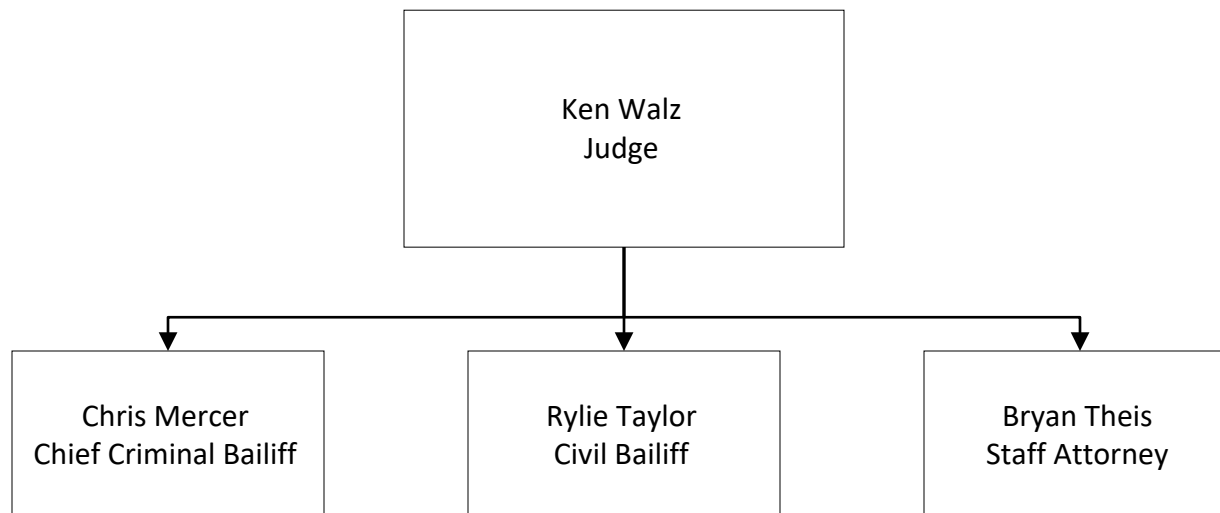 Ken Walz
Judge
Chris Mercer
Chief Criminal Bailiff
Rylie Taylor
Civil Bailiff
Bryan Theis
Staff Attorney